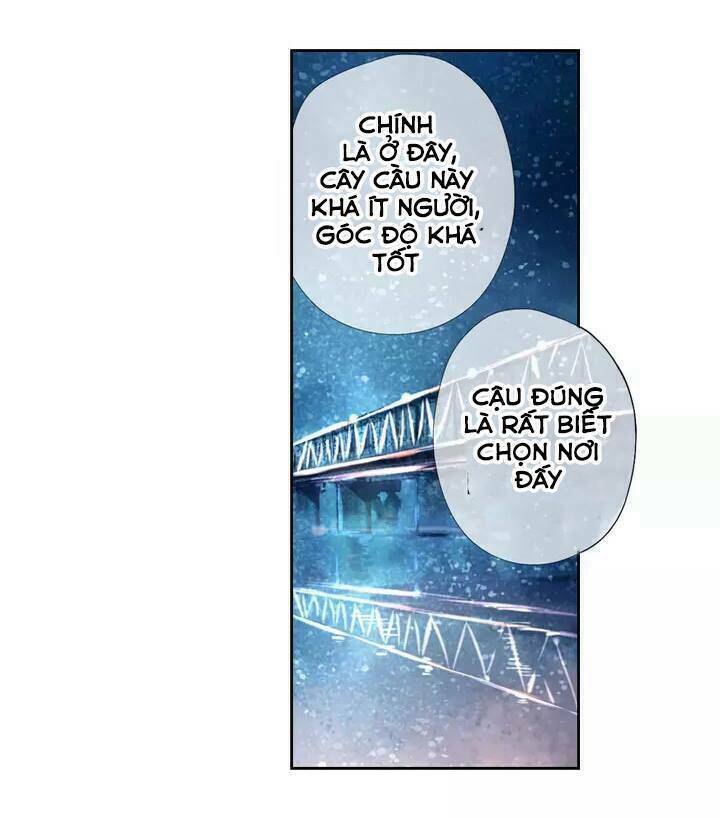 CHÍNH
LÀ Ở ĐÂY,
CÂY CẦU NÀY
KHÁ ÍT NGƯỜI,
GÓC ĐỘ KHÁ
TỐT
CẬU ĐÚNG
LÀ RẤT BIẾT
CHỌN NƠI
ĐẤY